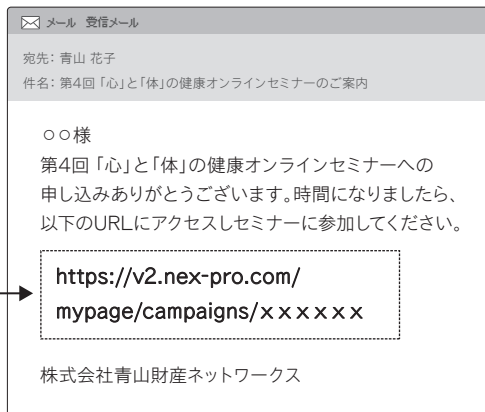 メール 受信メール
宛先: 青山 花子
件名: 第4回 「心」と「体」の健康オンラインセミナーのご案内
○○様
第4回 「心」と「体」の健康オンラインセミナーへの
申し込みありがとうございます。時間になりましたら、
以下のURLにアクセスしセミナーに参加してください。
https://v2.nex-pro.com/
mypage/campaigns/ｘｘｘｘｘｘ
株式会社青山財産ネットワークス